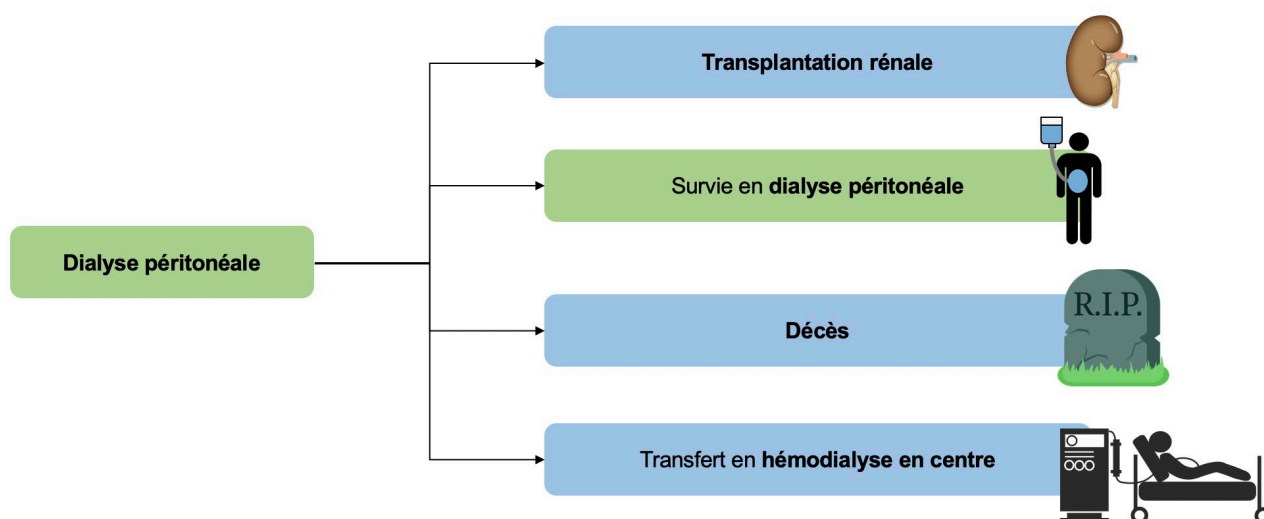 Transplantation rénale
Survie en dialyse péritonéale
Dialyse péritonéale
R.I.P.
Décès
Transfert en hémodialyse en centre